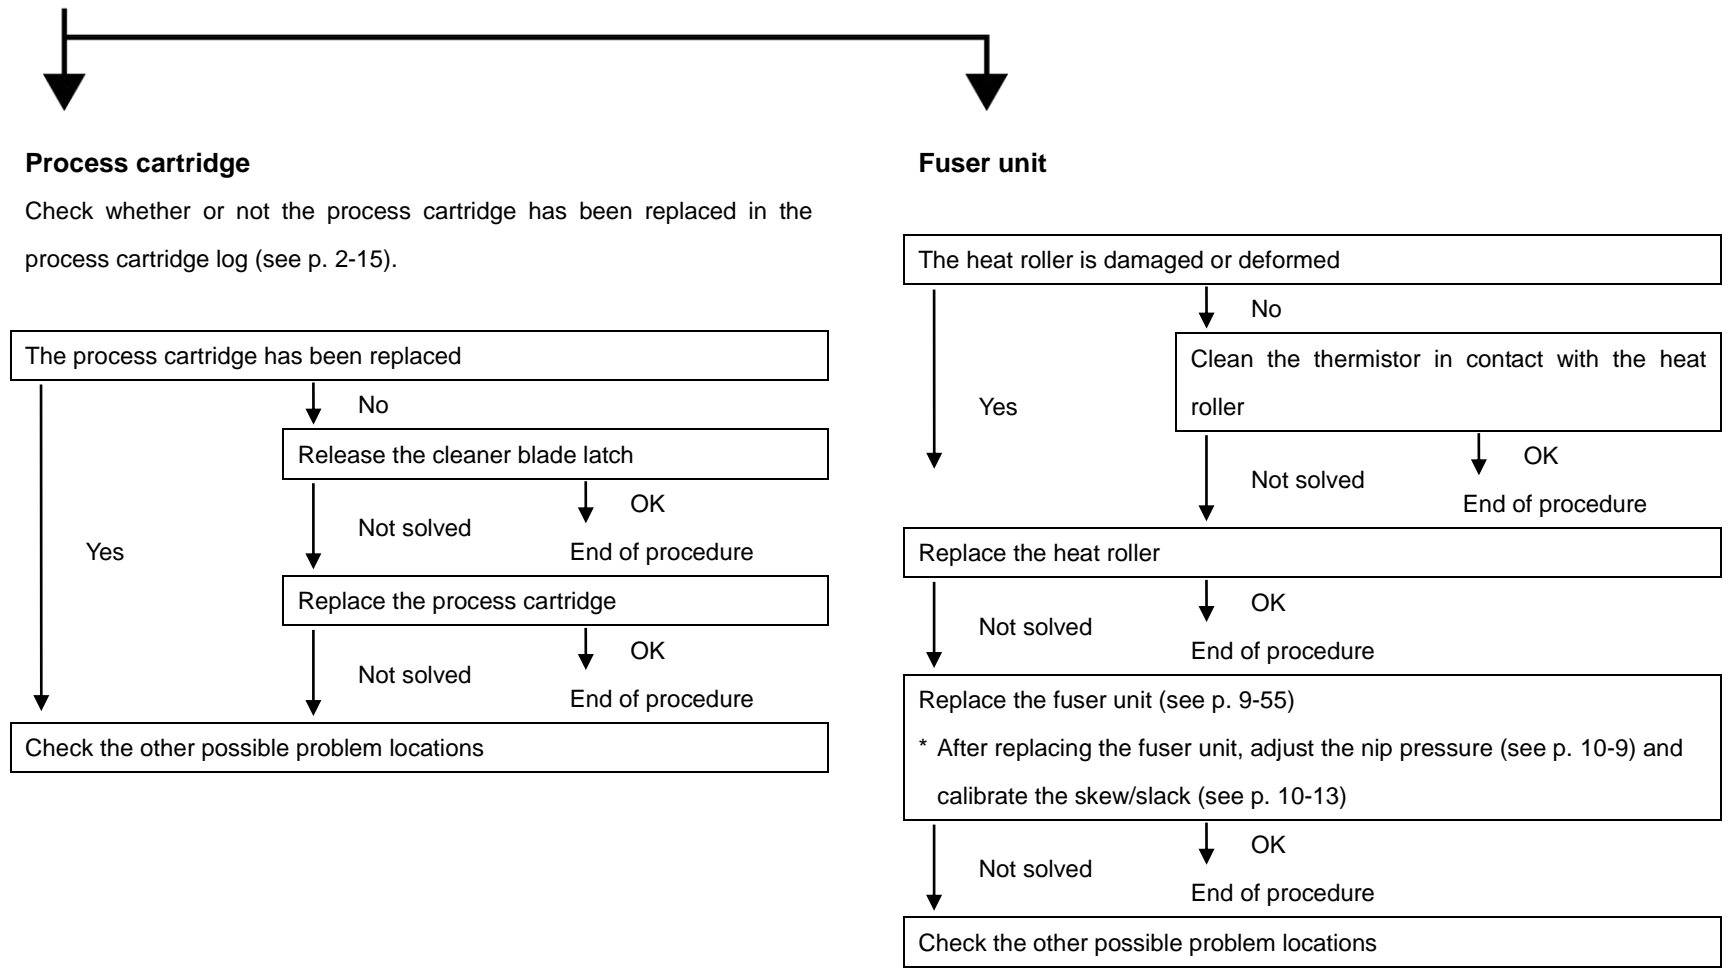 Process cartridge
Check whether or not the process cartridge has been replaced in the
process cartridge log (see p. 2-15).
The process cartridge has been replaced
No
Release the cleaner blade latch
OK
Not solved
Yes
End of procedure
Replace the process cartridge
OK
Not solved
End of procedure
Check the other possible problem locations
Fuser unit
The heat roller is damaged or deformed
No
Clean the thermistor in contact with the heat
roller
Yes
OK
Not solved
End of procedure
Replace the heat roller
OK
Not solved
End of procedure
Replace the fuser unit (see p. 9-55)
* After replacing the fuser unit, adjust the nip pressure (see p. 10-9) and
calibrate the skew/slack (see p. 10-13)
OK
Not solved
End of procedure
Check the other possible problem locations